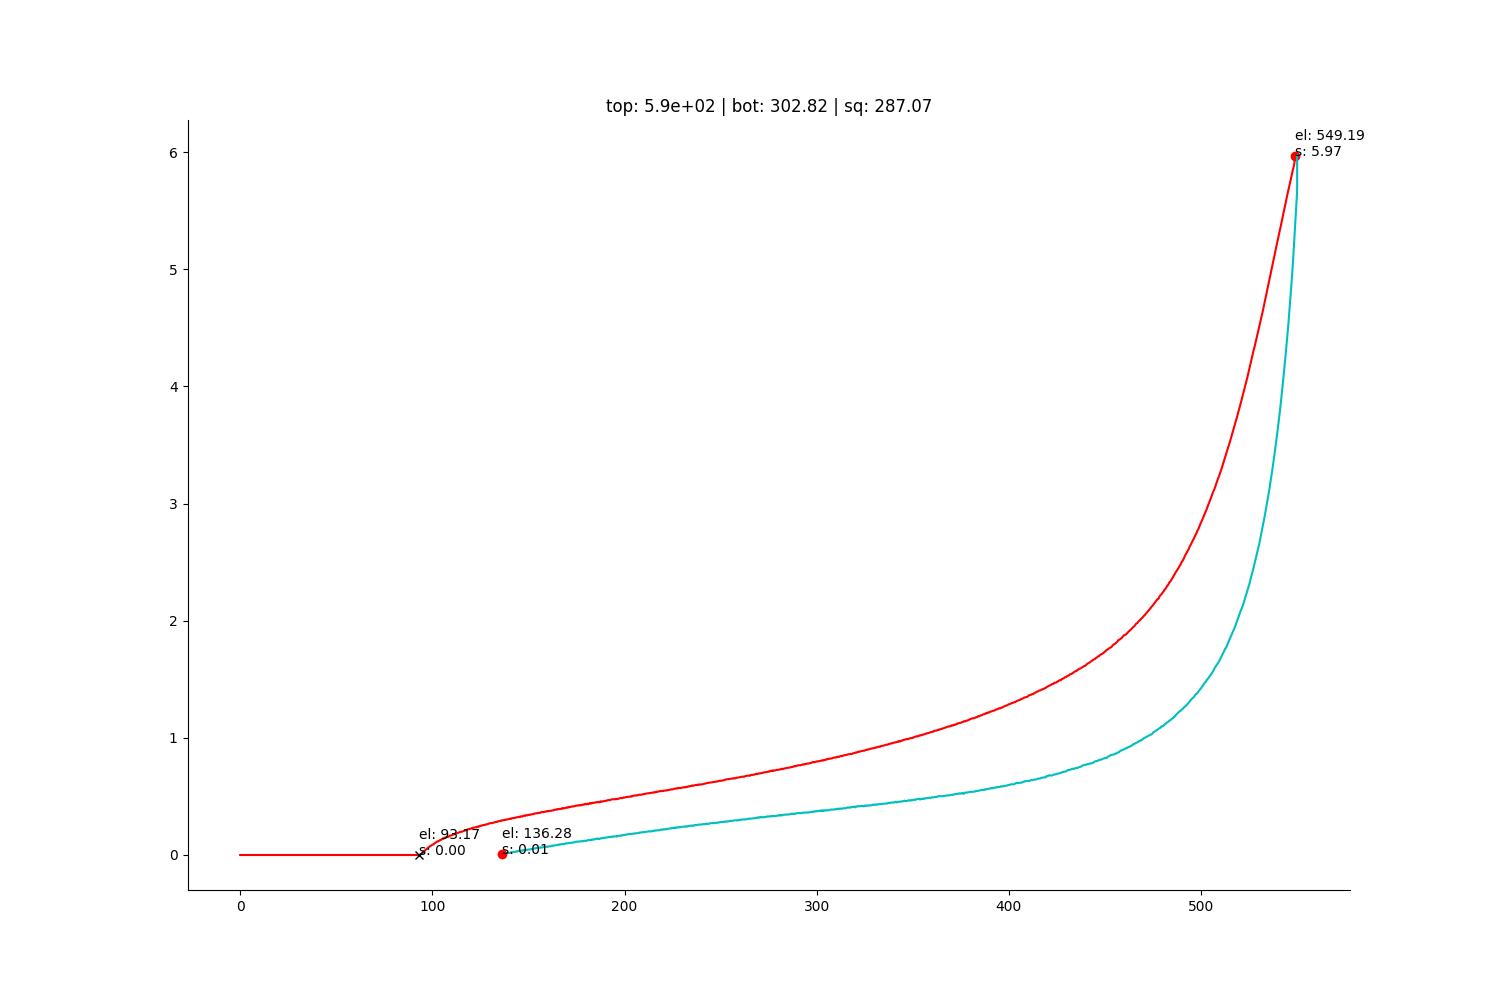 top: 5.9e+02 | bot: 302.82 | sq: 287.07
el: 549.19
s: 5.97
6
5
4
3
2
1
0
el: 93.17
s: 0.00
el: 136.28
s: 0.01
0
100
200
300
400
500